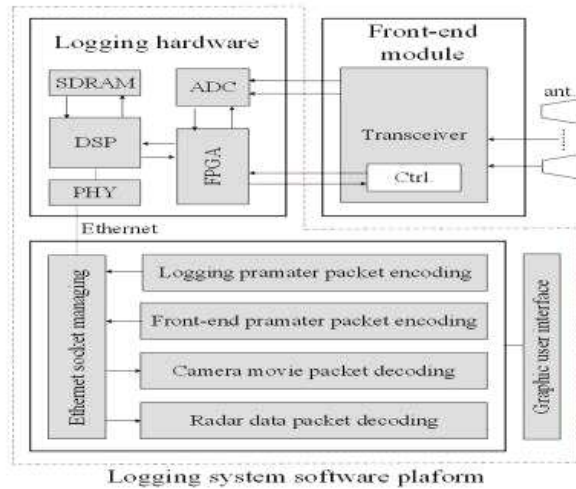 Logging hardware
Front-end
module
SDRAM
ADC
ant.
DSP
FPGA
Transceiver
PHY
Ctrl.
Ethernet
Ethernet socket managing
Logging pramater packet encoding
Front-end pramater packet encoding
Camera movie packet decoding
Radar data packet decoding
Graphic user interface
Logging system software plaform